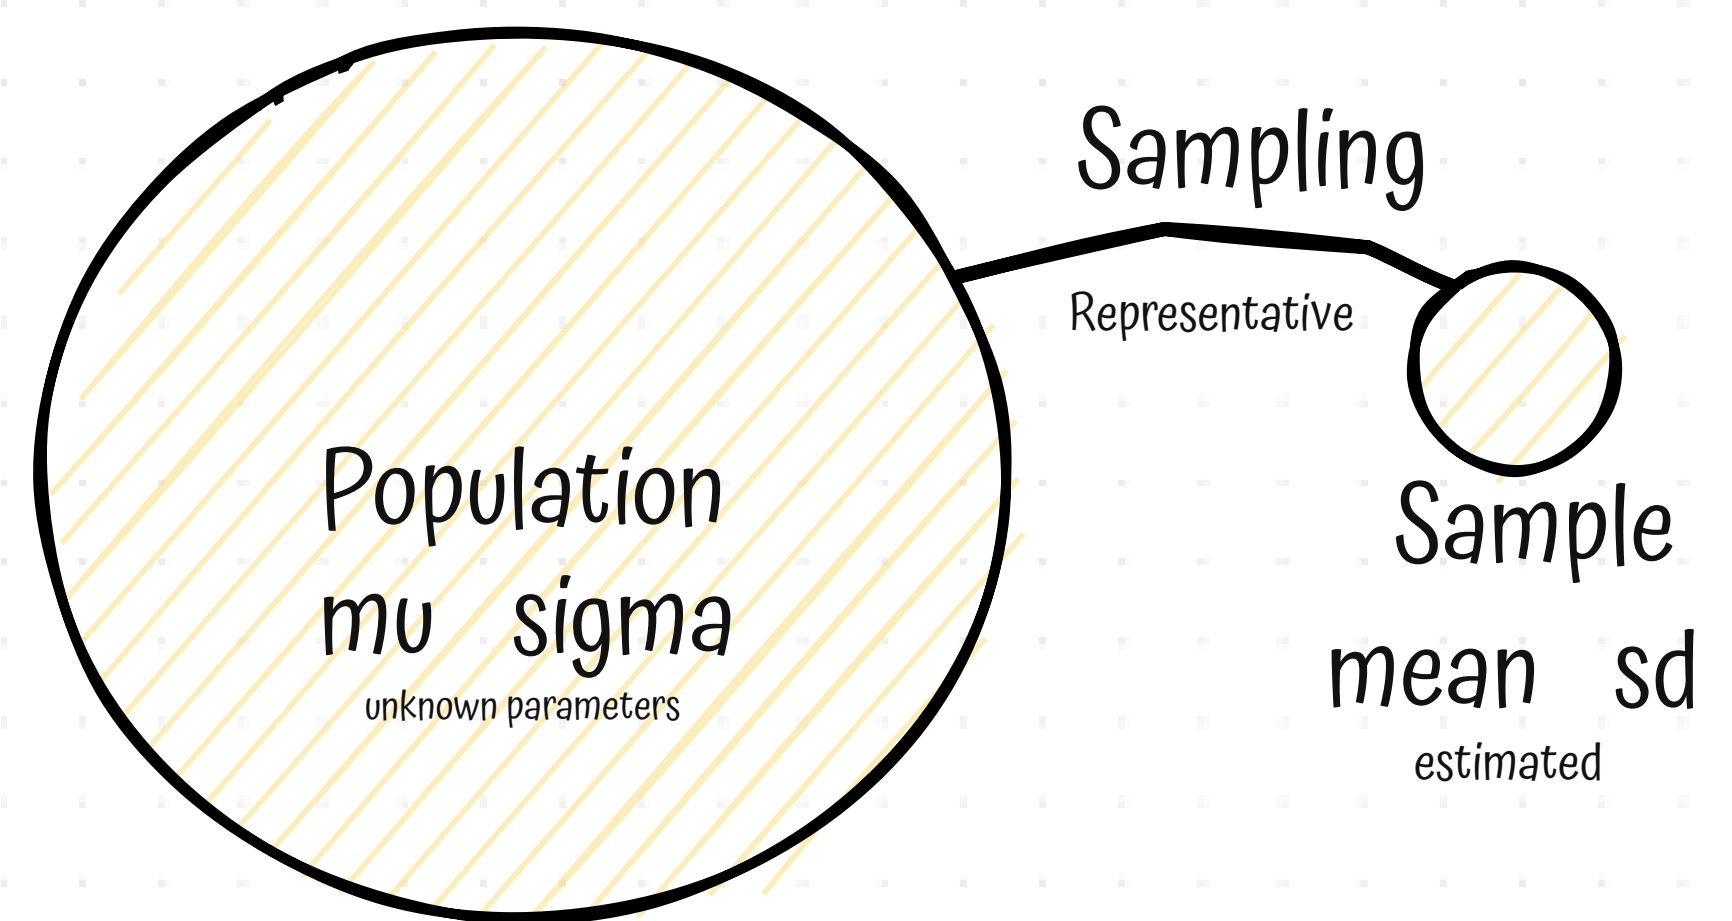 Sampling
Representative
Population
mu sigma
unknown parameters
Sample
mean sd
estimated